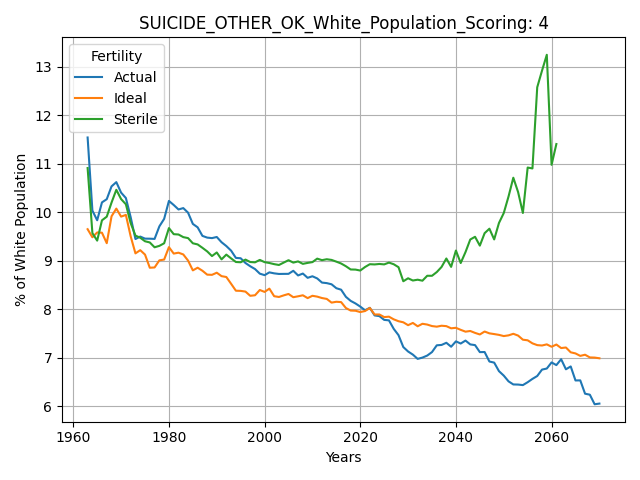 SUICIDE_OTHER_OK_White_Population_Scoring: 4
Fertility
Actual
Ideal
Sterile
% of White Population
13
12
11
10
9
8
7
6
1960
1980
2000
2020
2040
2060
Years